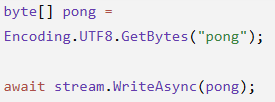 byte[] pong =
Encoding.UTF8.GetBytes("pong");
await stream.WriteAsync(pong);